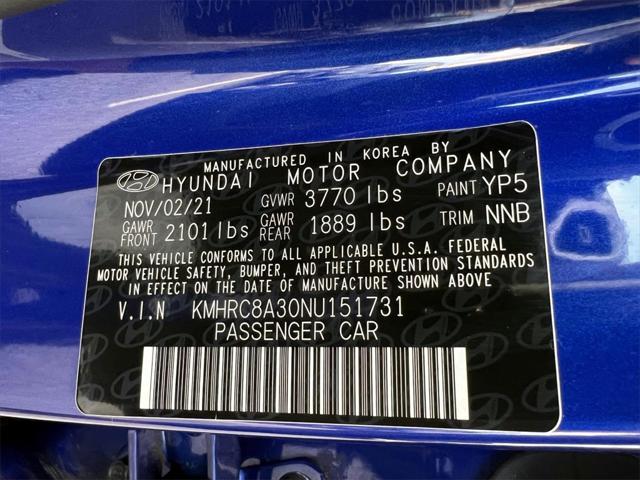 MANUFACTURED IN KOREA BY
HYUNDAI MOTOR COMPANY
NOV/02/21 GVWR 3770 lbs PAINT YP5
GAWR FRONT 2101 lbs GAWR REAR 1889 lbs TRIM NNB
THIS VEHICLE CONFORMS TO ALL APPLICABLE U.S.A. FEDERAL
MOTOR VEHICLE SAFETY, BUMPER, AND THEFT PREVENTION STANDARDS
IN EFFECT ON THE DATE OF MANUFACTURE SHOWN ABOVE
V.I.N KMHRC8A30NU151731
PASSENGER CAR